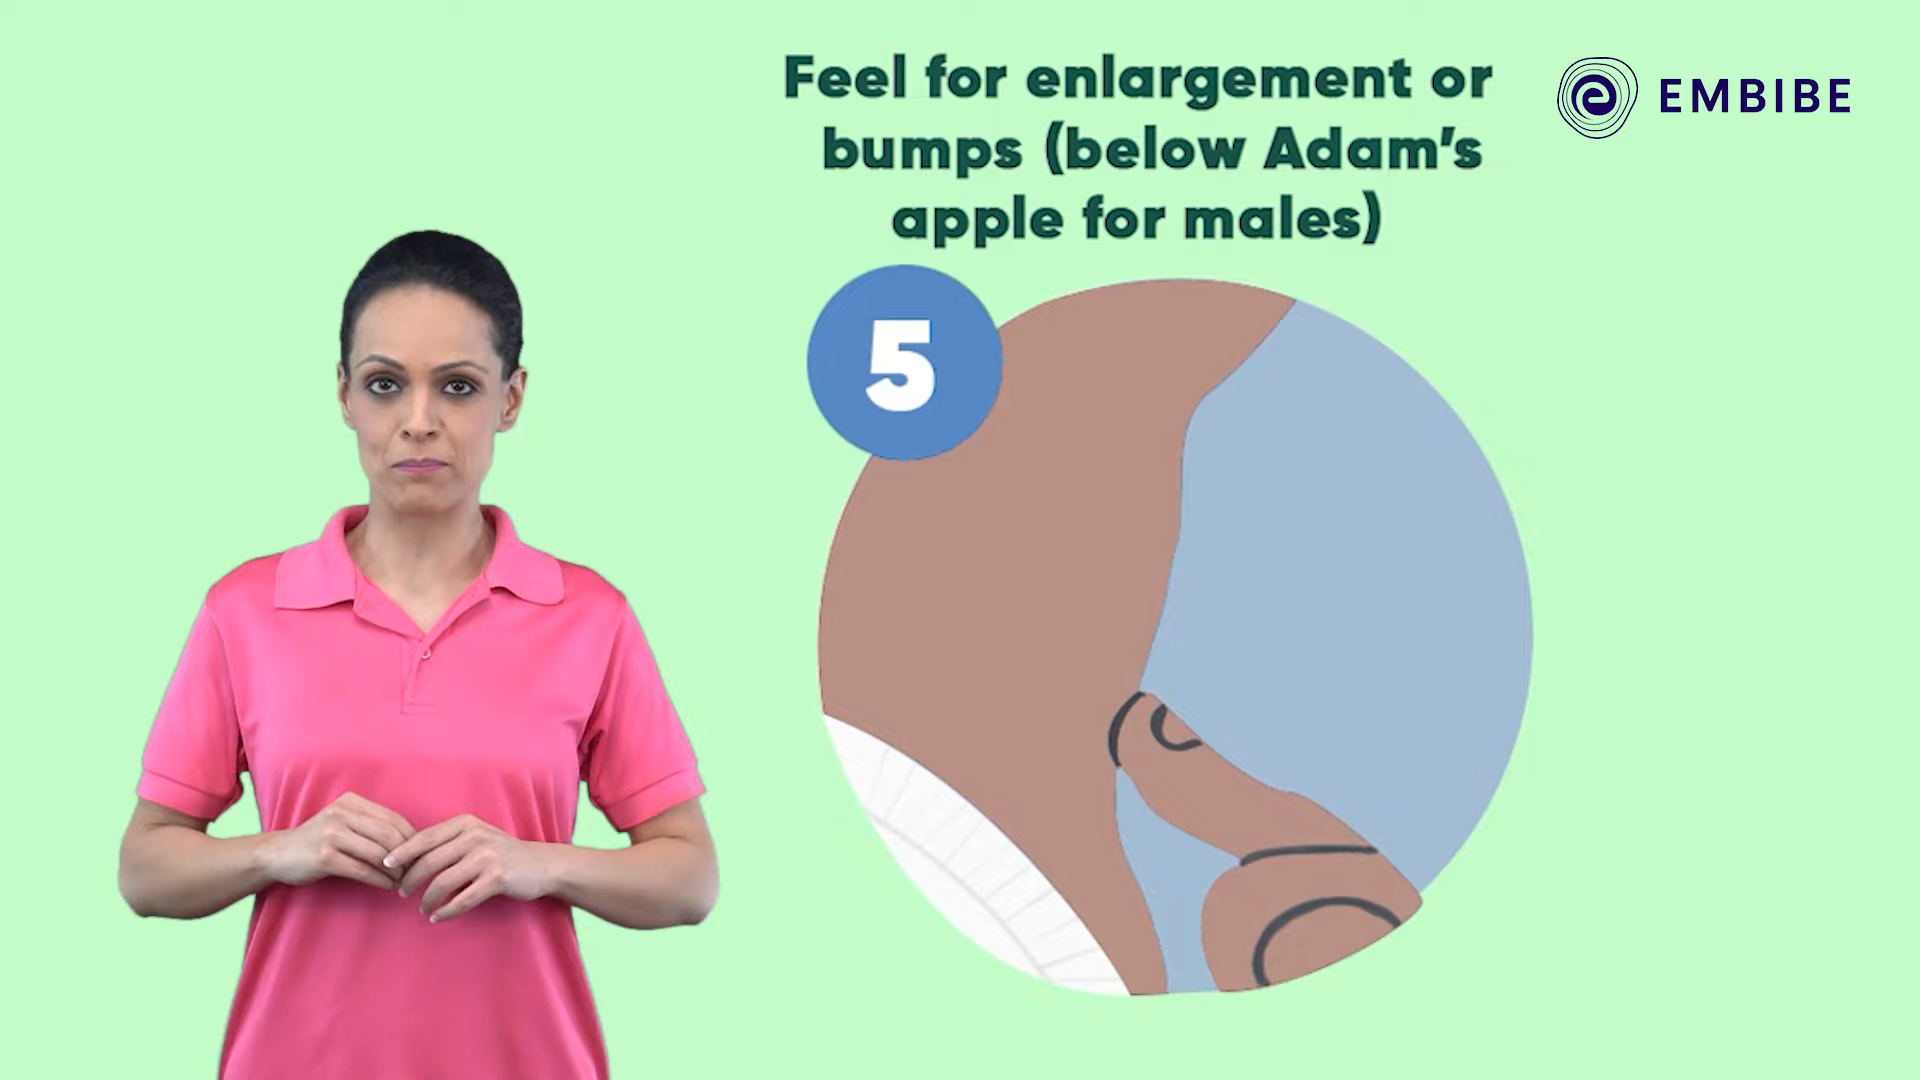 Feel for enlargement or
bumps (below Adam's
apple for males)
EMBIBE
5